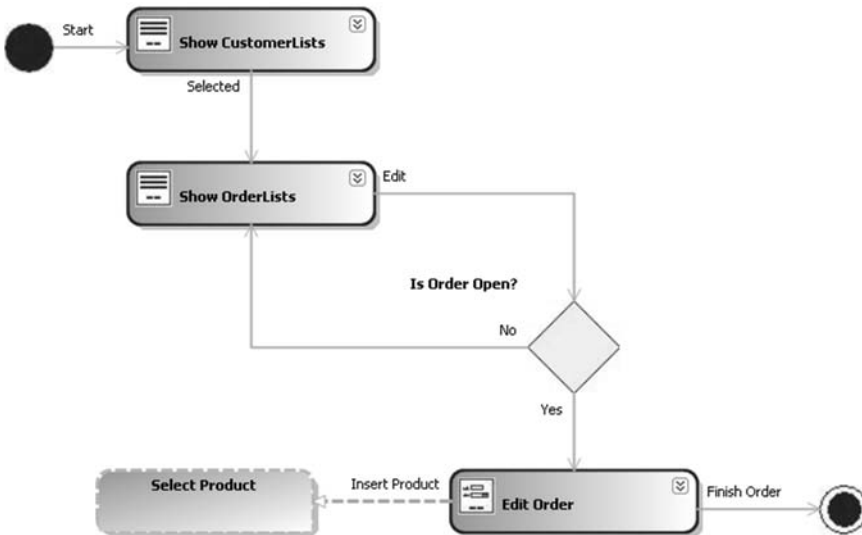 Start
Show CustomerLists
Selected
Show OrderLists
Edit
Is Order Open?
No
Yes
Select Product
Insert Product
Edit Order
Finish Order